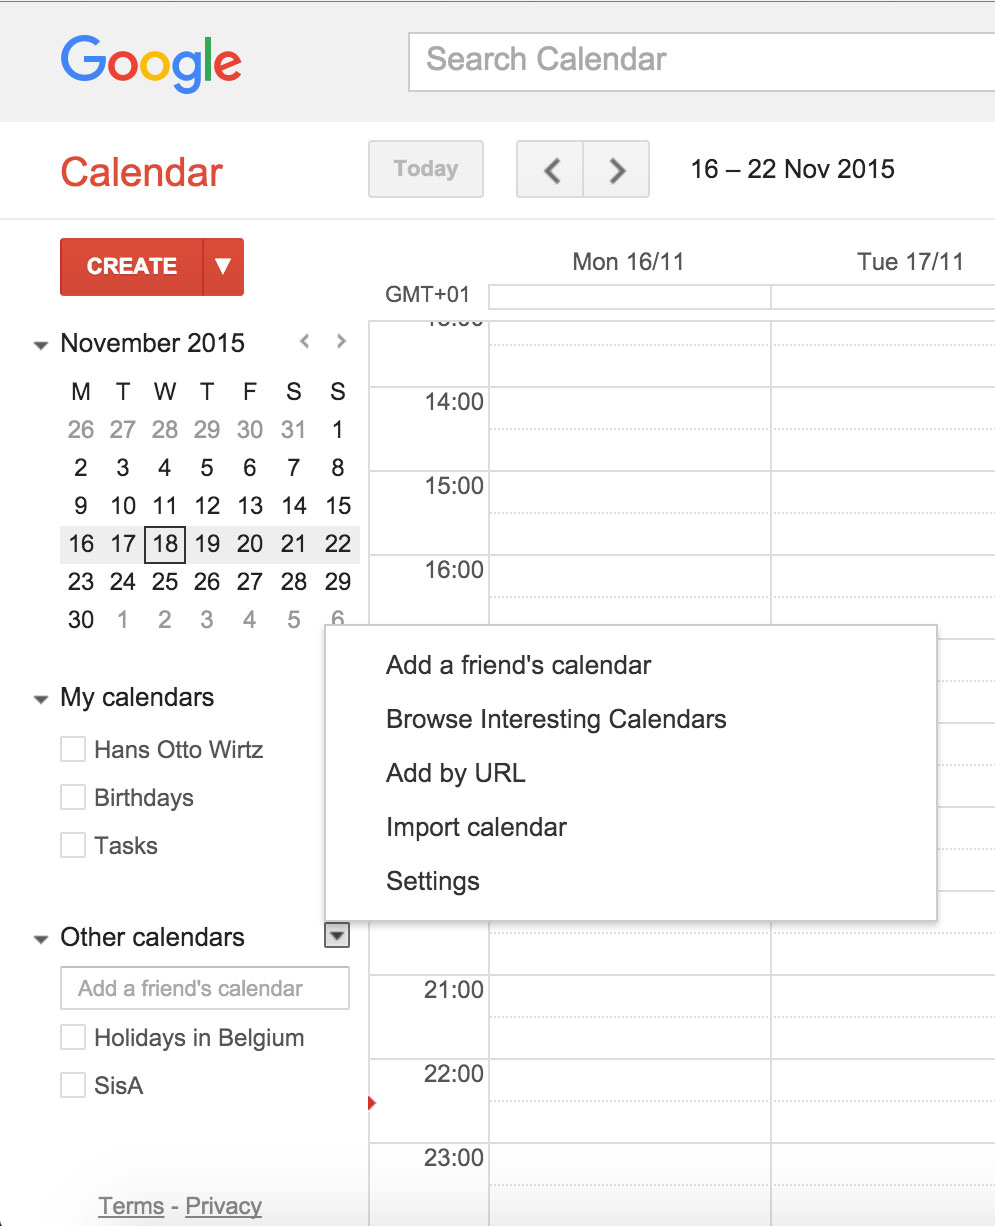 Google
Search Calendar
Calendar
Today
16 – 22 Nov 2015
CREATE
Mon 16/11 Tue 17/11
GMT+01
November 2015
M T W T F S S
26 27 28 29 30 31 1
2 3 4 5 6 7 8
9 10 11 12 13 14 15
16 17 18 19 20 21 22
23 24 25 26 27 28 29
30 1 2 3 4 5 6
14:00
15:00
16:00
Add a friend's calendar
Browse Interesting Calendars
Add by URL
Import calendar
Settings
My calendars
Hans Otto Wirtz
Birthdays
Tasks
Other calendars
Add a friend's calendar
Holidays in Belgium
SisA
21:00
22:00
23:00
Terms - Privacy